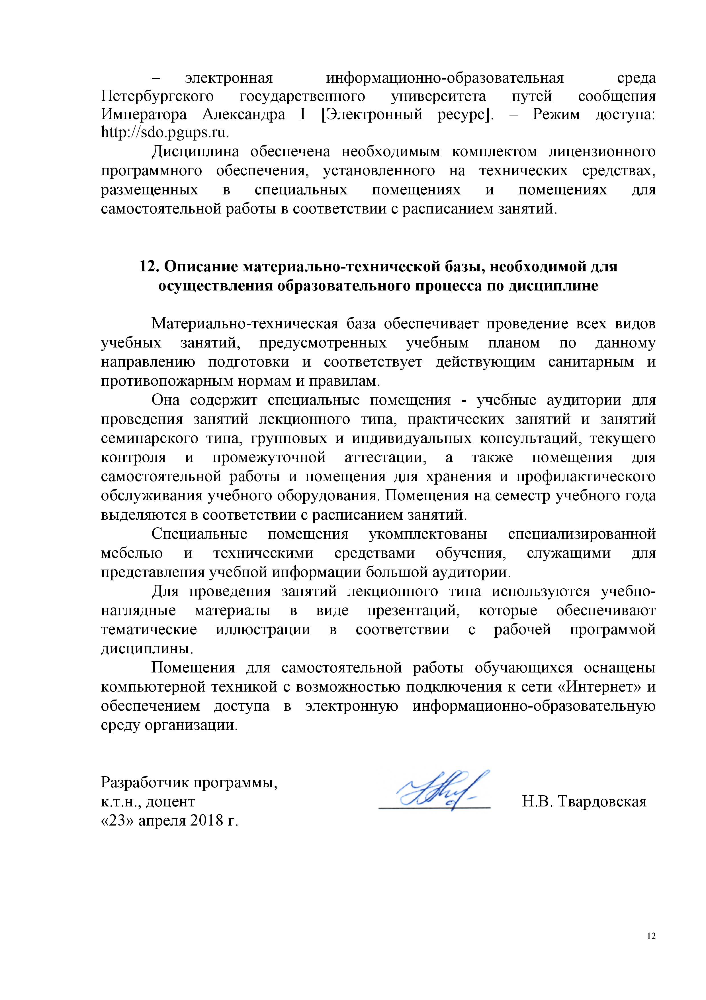 – электронная информационно-образовательная среда
Петербургского государственного университета путей сообщения
Императора Александра I [Электронный ресурс]. – Режим доступа:
http://sdo.pgups.ru.
Дисциплина обеспечена необходимым комплектом лицензионного
программного обеспечения, установленного на технических средствах,
размещенных в специальных помещениях и помещениях для
самостоятельной работы в соответствии с расписанием занятий.
12. Описание материально-технической базы, необходимой для
осуществления образовательного процесса по дисциплине
Материально-техническая база обеспечивает проведение всех видов
учебных занятий, предусмотренных учебным планом по данному
направлению подготовки и соответствует действующим санитарным и
противопожарным нормам и правилам.
Она содержит специальные помещения - учебные аудитории для
проведения занятий лекционного типа, практических занятий и занятий
семинарского типа, групповых и индивидуальных консультаций, текущего
контроля и промежуточной аттестации, а также помещения для
самостоятельной работы и помещения для хранения и профилактического
обслуживания учебного оборудования. Помещения на семестр учебного года
выделяются в соответствии с расписанием занятий.
Специальные помещения укомплектованы специализированной
мебелью и техническими средствами обучения, служащими для
представления учебной информации большой аудитории.
Для проведения занятий лекционного типа используются учебно-
наглядные материалы в виде презентаций, которые обеспечивают
тематические иллюстрации в соответствии с рабочей программой
дисциплины.
Помещения для самостоятельной работы обучающихся оснащены
компьютерной техникой с возможностью подключения к сети «Интернет» и
обеспечением доступа в электронную информационно-образовательную
среду организации.
Разработчик программы,
к.т.н., доцент Н.В. Твардовская
«23» апреля 2018 г.
12